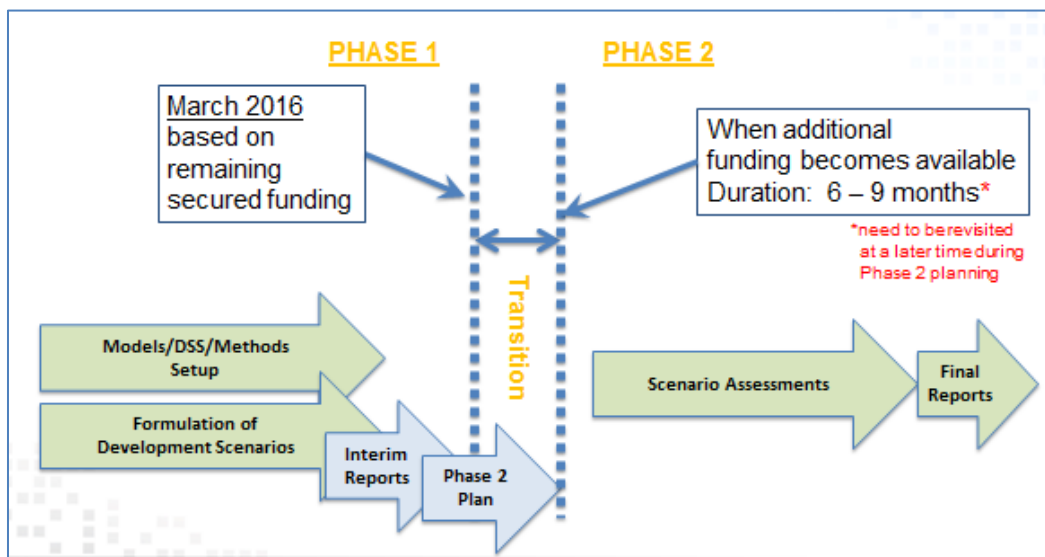 PHASE 1
PHASE 2
March 2016
based on
remaining
secured funding
When additional
funding becomes available
Duration: 6 – 9 months*
*need to be revisited
at a later time during
Phase 2 planning
Transition
Models/DSS/Methods
Setup
Formulation of
Development Scenarios
Interim
Reports
Phase 2
Plan
Scenario Assessments
Final
Reports